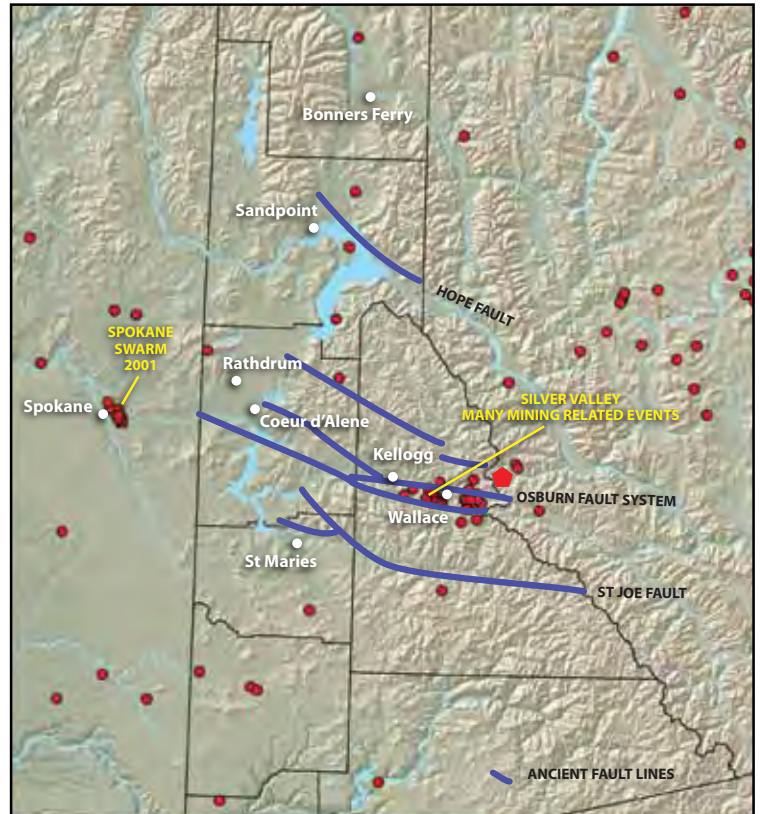 Bonners Ferry
Sandpoint
HOPE FAULT
SPOKANE
SWARM
2001
Rathdrum
SILVER VALLEY
MANY MINING RELATED EVENTS
Spokane
Coeur d’Alene
Kellogg
OSBURN FAULT SYSTEM
Wallace
St Maries
ST JOE FAULT
ANCIENT FAULT LINES